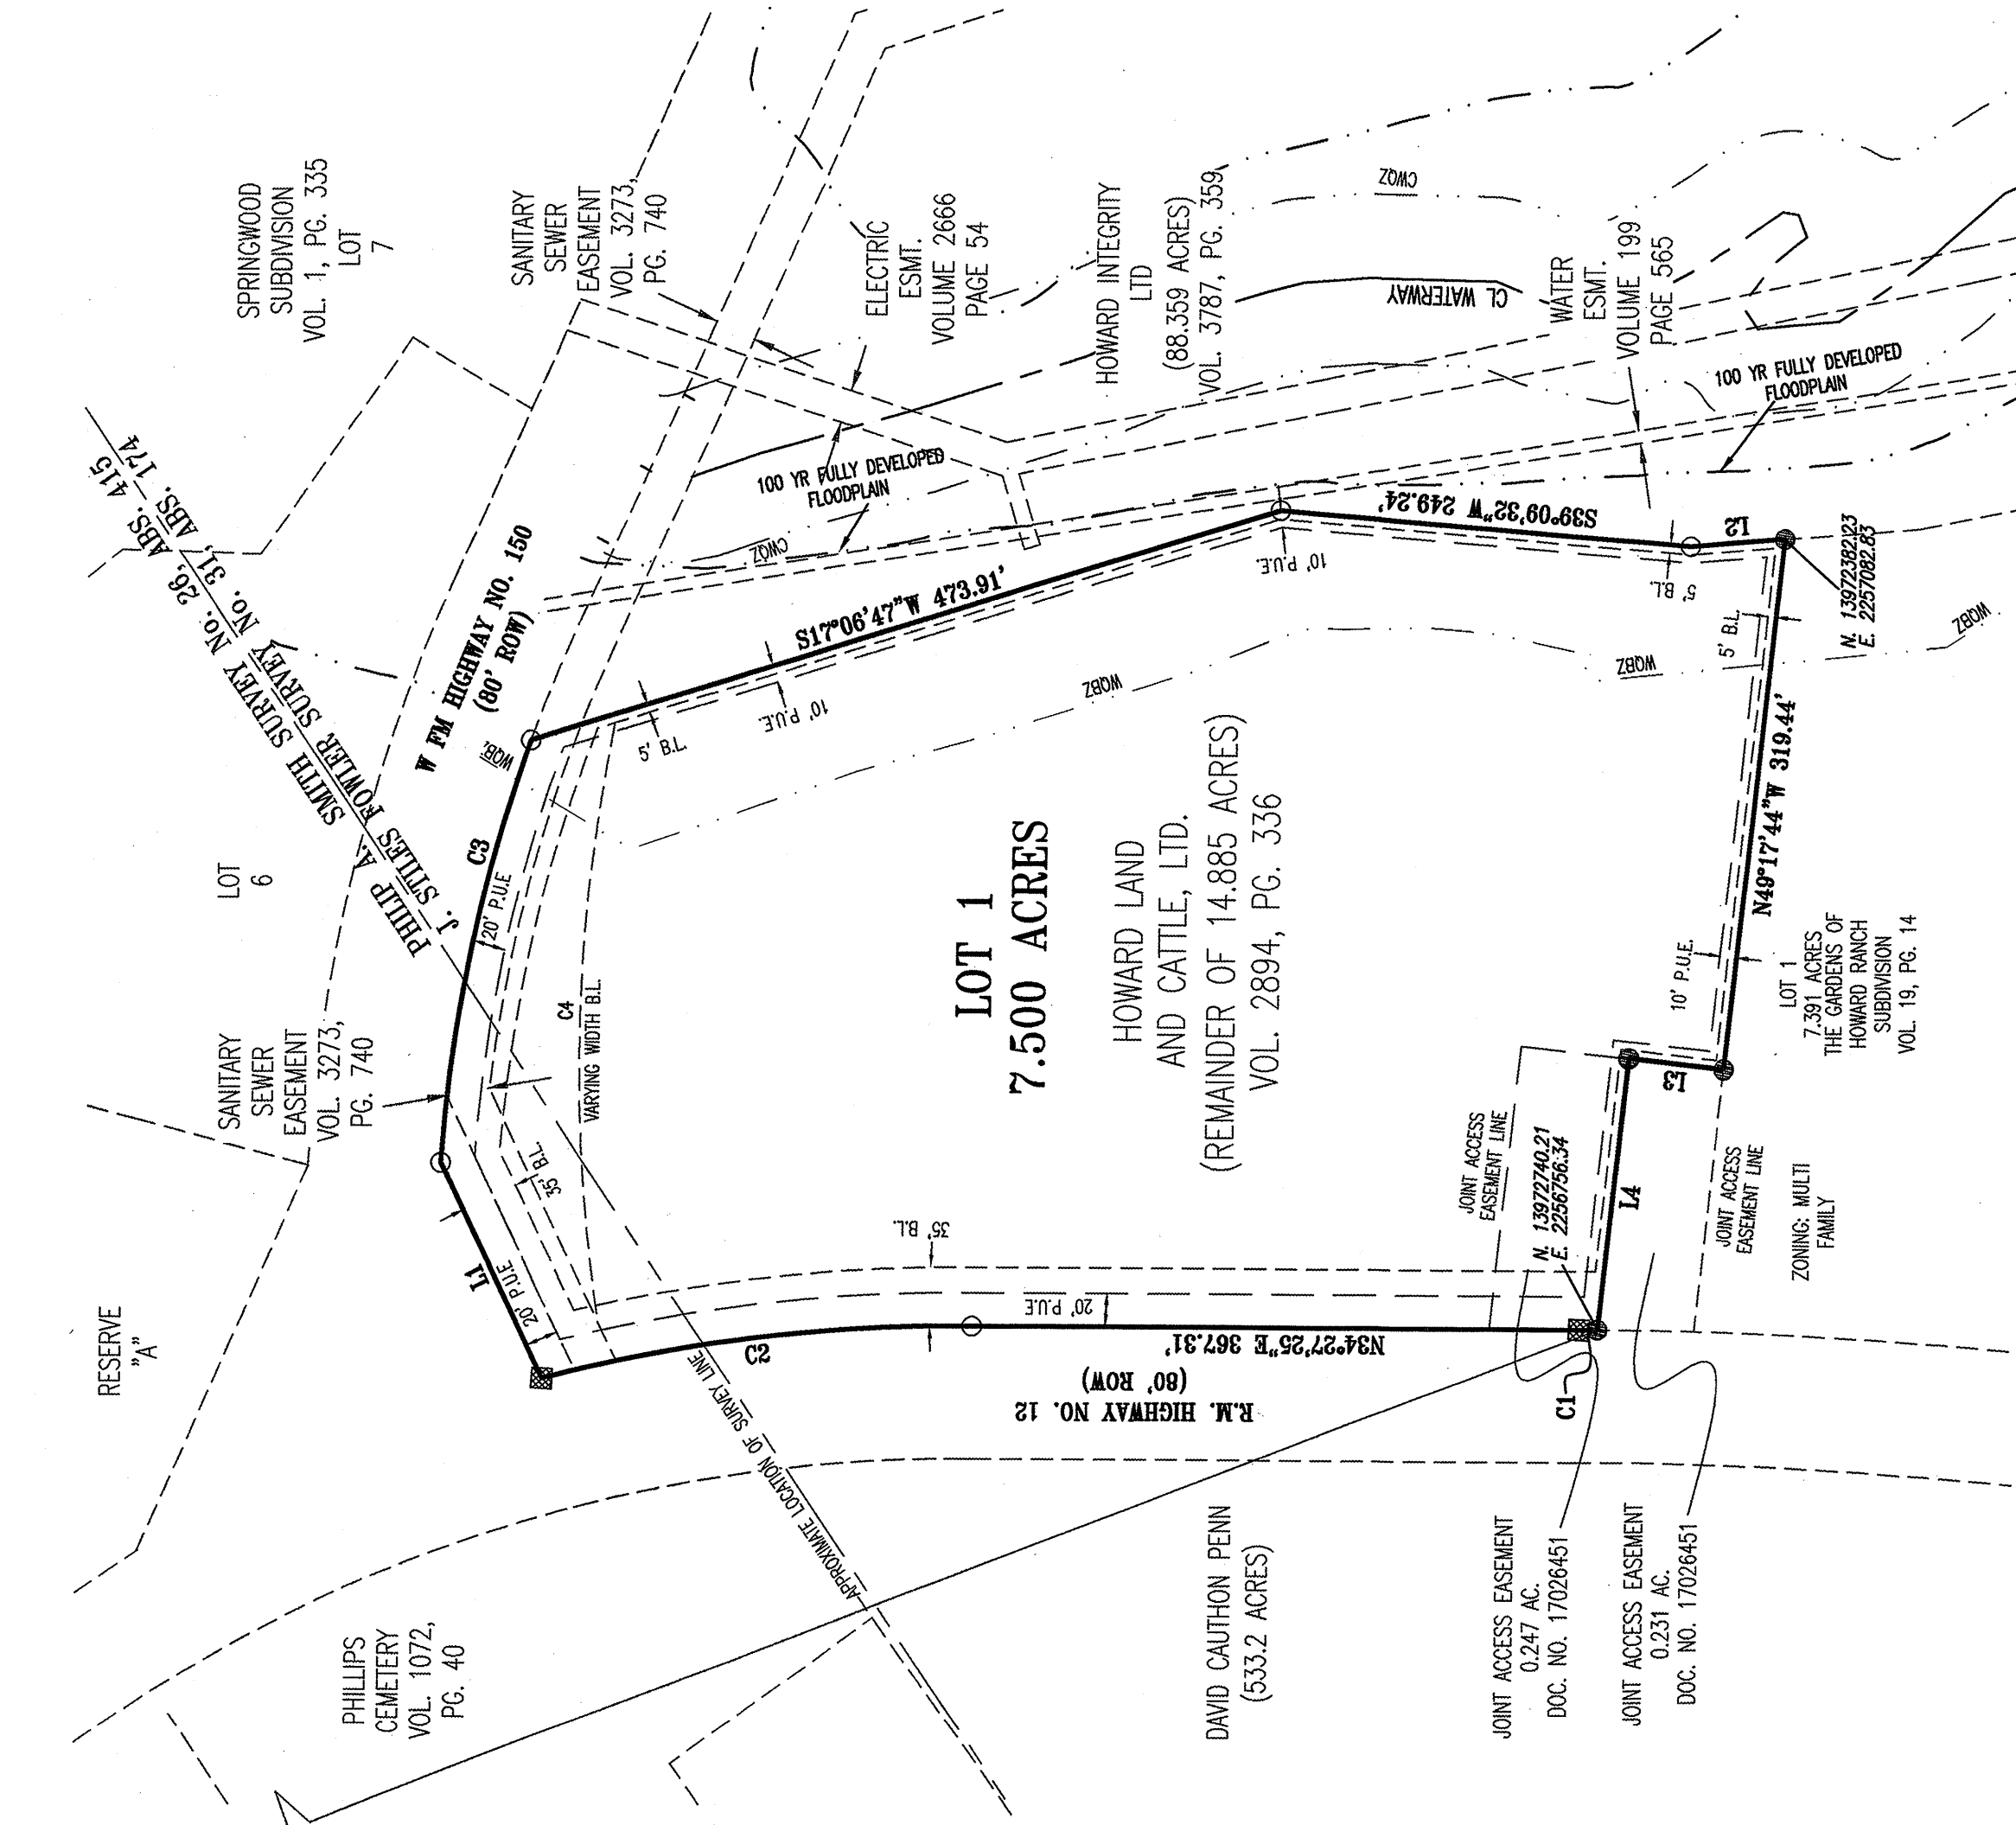 SPRINGWOOD
SUBDIVISION
VOL. 1, PG. 335
LOT
7
SANITARY
SEWER
EASEMENT
VOL. 3273,
PG. 740
ELECTRIC
ESMT.
VOLUME 2666
PAGE 54
HOWARD INTEGRITY
LTD
(88.359 ACRES)
VOL. 3787, PG. 359
CWQZ
CL WATERWAY
WATER
ESMT.
VOLUME 199
PAGE 565
100 YR FULLY DEVELOPED
FLOODPLAIN
100 YR FULLY DEVELOPED
FLOODPLAIN
CWQZ
PHILIP A. SMITH SURVEY No. 26, ABS. 415
J. STILES FOWLER SURVEY No. 31, ABS. 174
W FM HIGHWAY NO. 150
(80' ROW)
WQB.
S17°06'47"W 473.91'
S39°09'32"W 249.24'
L2
N. 13972382.23
E. 2257082.83
WQBZ
WQBZ
WQBZ
5' B.L.
10' P.U.E.
10' P.U.E.
5' B.L.
5' B.L.
LOT
6
C3
20' P.U.E
C4
VARYING WIDTH B.L.
LOT 1
7.500 ACRES
HOWARD LAND
AND CATTLE, LTD.
(REMAINDER OF 14.885 ACRES)
VOL. 2894, PG. 336
N49°17'44"W 319.44'
10' P.U.E.
LOT 1
7.391 ACRES
THE GARDENS OF
HOWARD RANCH
SUBDIVISION
VOL. 19, PG. 14
SANITARY
SEWER
EASEMENT
VOL. 3273,
PG. 740
35' B.L.
L1
20' P.U.E
35' B.L.
20' P.U.E
JOINT ACCESS
EASEMENT LINE
N. 13972740.21
E. 2256756.34
L3
L4
JOINT ACCESS
EASEMENT LINE
ZONING: MULTI
FAMILY
RESERVE
"A"
C2
N34°27'25"E 367.31'
R.M. HIGHWAY NO. 12
(80' ROW)
C1
APPROXIMATE LOCATION OF SURVEY LINE
PHILLIPS
CEMETERY
VOL. 1072,
PG. 40
DAVID CAUTHON PENN
(533.2 ACRES)
JOINT ACCESS EASEMENT
0.247 AC.
DOC. NO. 17026451
JOINT ACCESS EASEMENT
0.231 AC.
DOC. NO. 17026451